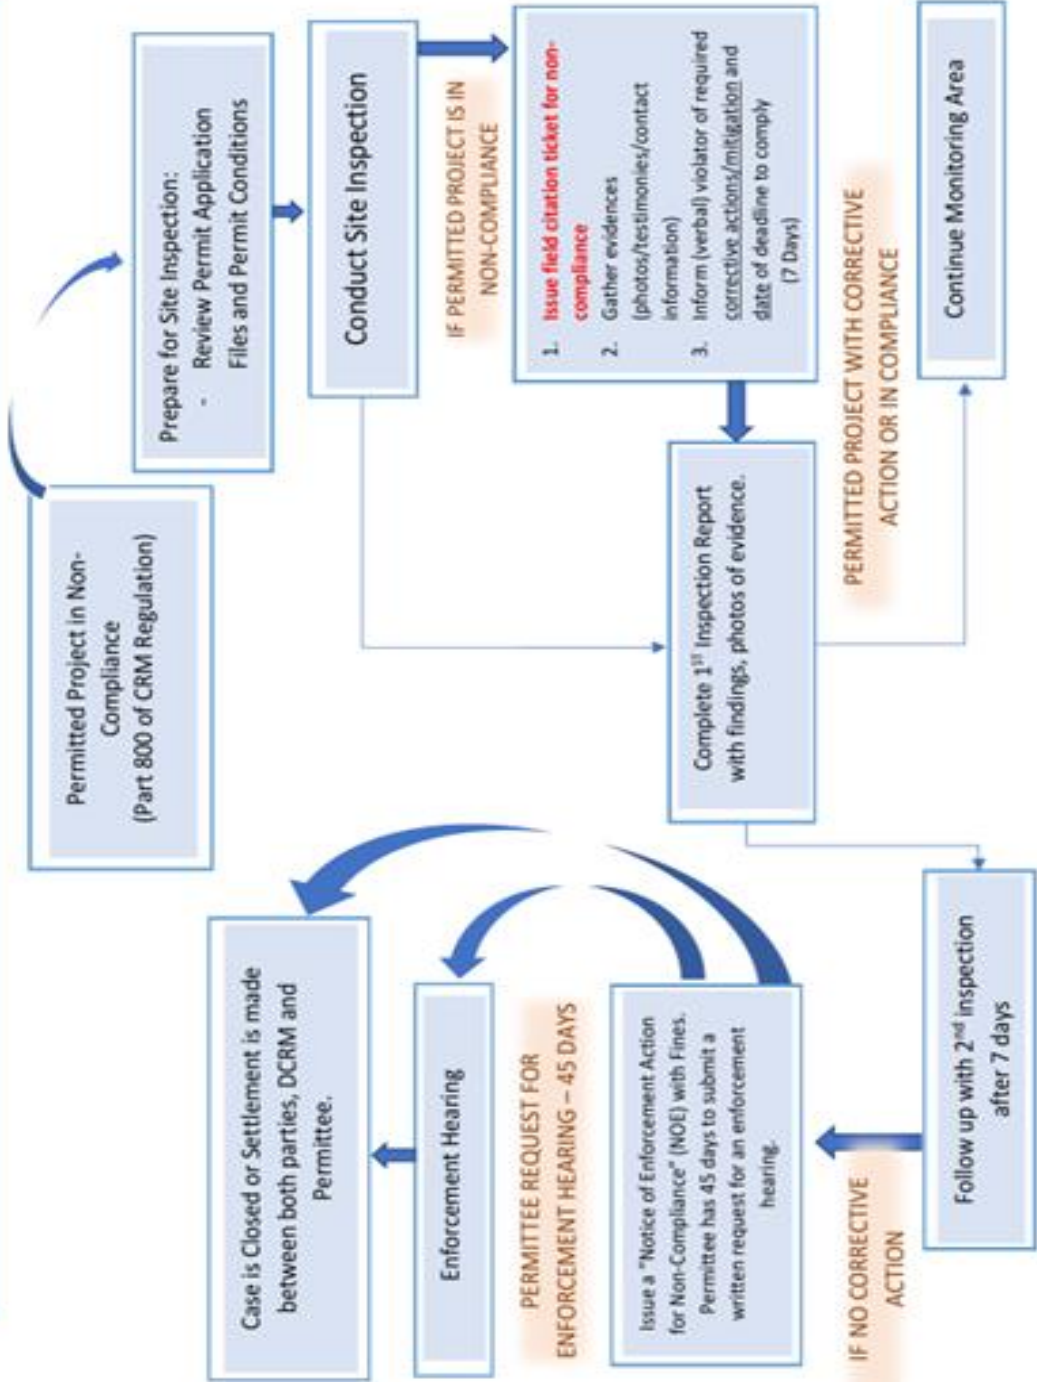 Permitted Project in Non-
Compliance
(Part 800 of CRM Regulation)
Prepare for Site Inspection:
- Review Permit Application
Files and Permit Conditions
Conduct Site Inspection
IF PERMITTED PROJECT IS IN
NON-COMPLIANCE
1. Issue field citation ticket for non-
compliance
2. Gather evidences
(photos/testimonies/contact
information)
3. Inform (verbal) violator of required
corrective actions/mitigation and
date of deadline to comply
(7 Days)
Complete 1ST Inspection Report
with findings, photos of evidence.
PERMITTED PROJECT WITH CORRECTIVE
ACTION OR IN COMPLIANCE
Continue Monitoring Area
Follow up with 2nd inspection
after 7 days
IF NO CORRECTIVE
ACTION
Issue a "Notice of Enforcement Action
for Non-Compliance" (NOE) with Fines.
Permittee has 45 days to submit a
written request for an enforcement
hearing.
PERMITTEE REQUEST FOR
ENFORCEMENT HEARING – 45 DAYS
Enforcement Hearing
Case is Closed or Settlement is made
between both parties, DCRM and
Permittee.